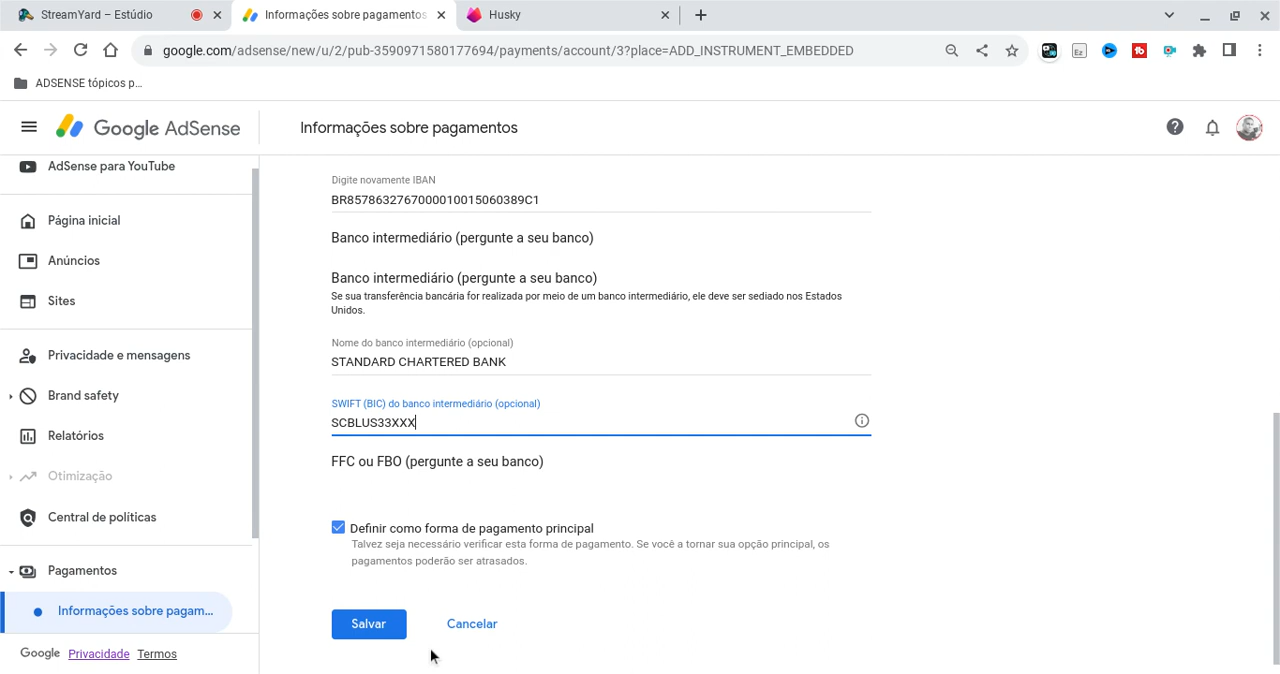 StreamYard – Estúdio
Informações sobre pagamentos
Husky
google.com/adsense/new/u/2/pub-3590971580177694/payments/account/3?place=ADD_INSTRUMENT_EMBEDDED
ADSENSE tópicos p...
Google AdSense
Informações sobre pagamentos
AdSense para YouTube
Página inicial
Anúncios
Sites
Privacidade e mensagens
Brand safety
Relatórios
Otimização
Central de políticas
Pagamentos
Informações sobre pagam...
Google Privacidade Termos
Digite novamente IBAN
BR8578632767000010015060389C1
Banco intermediário (pergunte a seu banco)
Banco intermediário (pergunte a seu banco)
Se sua transferência bancária for realizada por meio de um banco intermediário, ele deve ser sediado nos Estados
Unidos.
Nome do banco intermediário (opcional)
STANDARD CHARTERED BANK
SWIFT (BIC) do banco intermediário (opcional)
SCBLUS33XXX
FFC ou FBO (pergunte a seu banco)
Definir como forma de pagamento principal
Talvez seja necessário verificar esta forma de pagamento. Se você a tornar sua opção principal, os
pagamentos poderão ser atrasados.
Salvar Cancelar